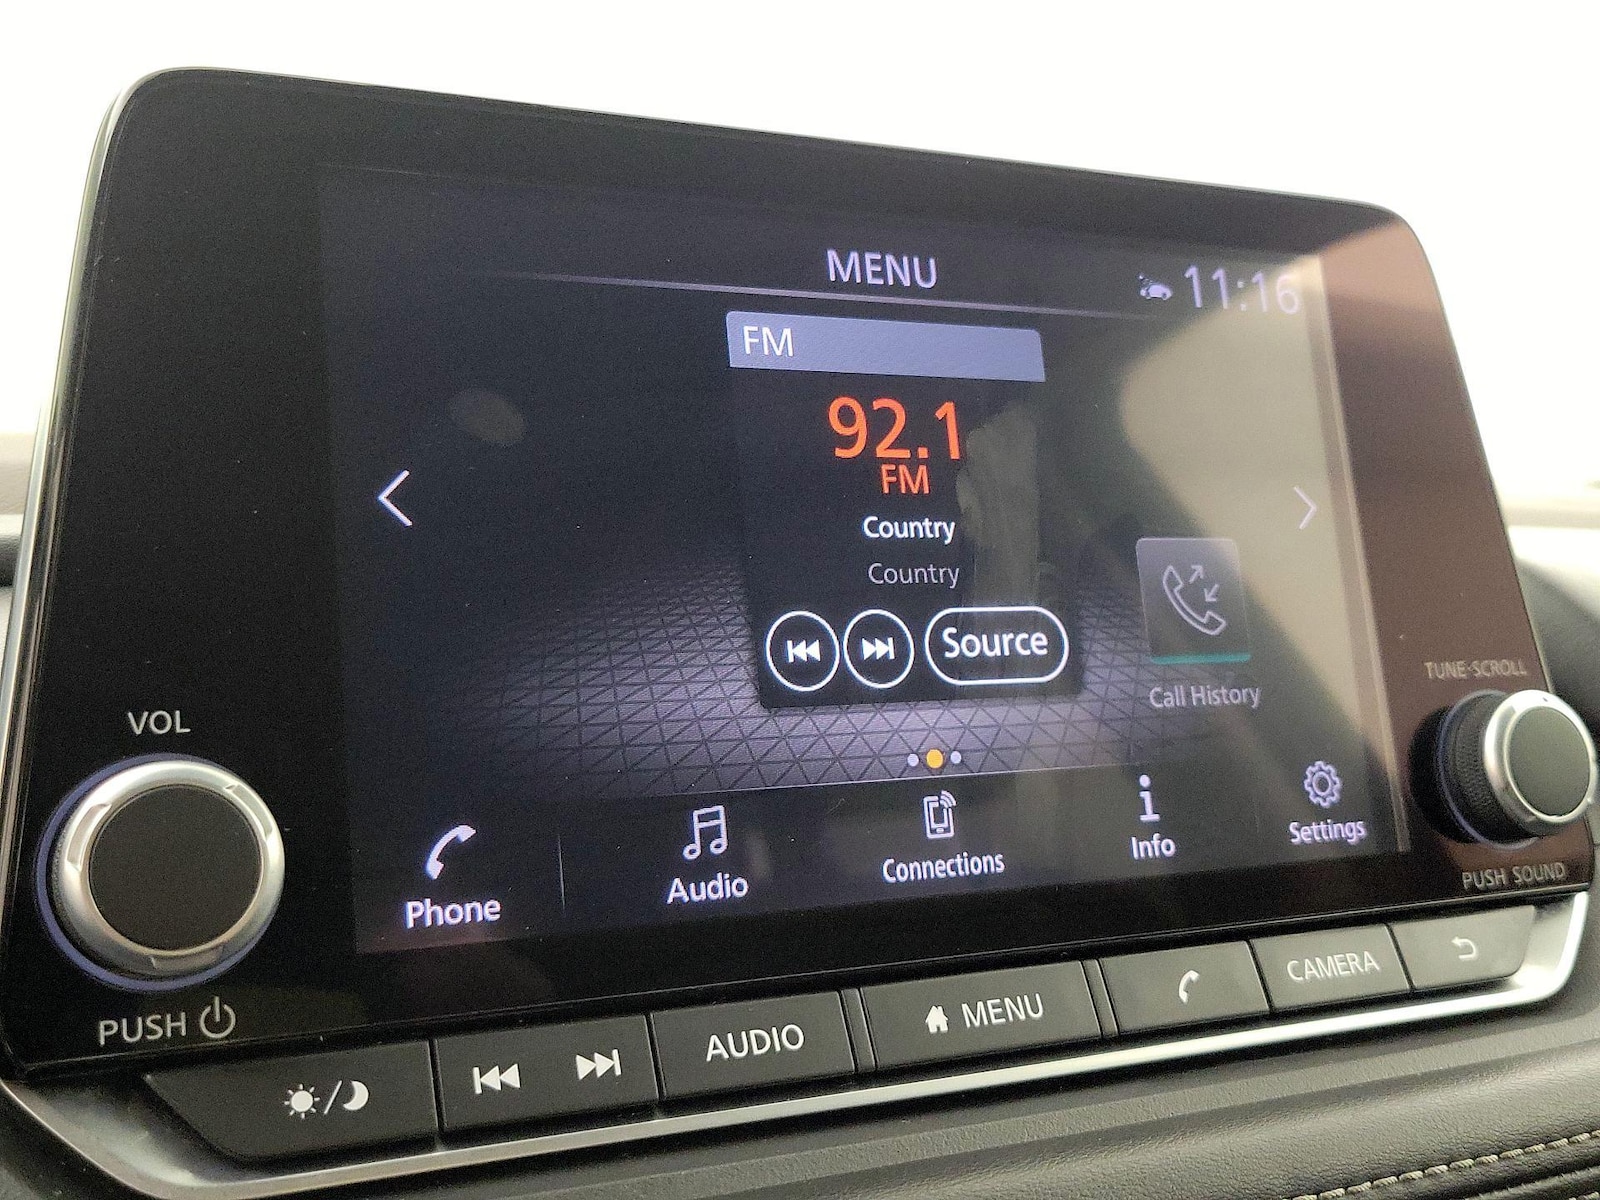 MENU
11:16
FM
92.1
FM
Country
Country
Source
Call History
TUNE·SCROLL
VOL
Phone
Audio
Connections
Info
Settings
PUSH SOUND
PUSH
AUDIO
MENU
CAMERA